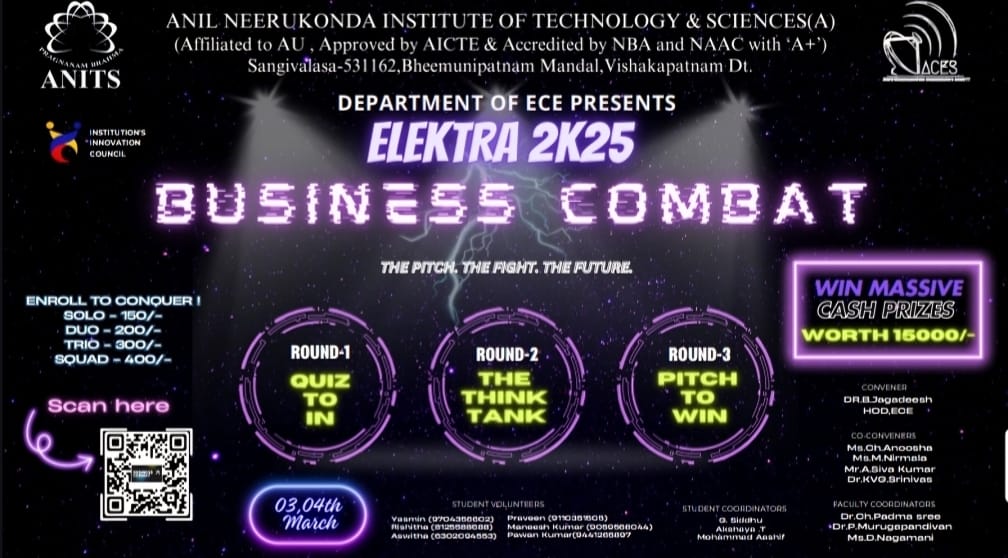 PRAGNANAM BRAHMA
ANITS
ANIL NEERUKONDA INSTITUTE OF TECHNOLOGY & SCIENCES(A)
(Affiliated to AU , Approved by AICTE & Accredited by NBA and NAAC with ‘A+’)
Sangivalasa-531162,Bheemunipatnam Mandal,Vishakapatnam Dt.
ACES
INSTITUTION'S
INNOVATION
COUNCIL
DEPARTMENT OF ECE PRESENTS
ELEKTRA 2K25
BUSINESS COMBAT
THE PITCH. THE FIGHT. THE FUTURE.
ENROLL TO CONQUER !
SOLO - 150/-
DUO - 200/-
TRIO - 300/-
SQUAD - 400/-
Scan here
ROUND-1
QUIZ
TO
IN
ROUND-2
THE
THINK
TANK
ROUND-3
PITCH
TO
WIN
WIN MASSIVE
CASH PRIZES
WORTH 15000/-
CONVENER
DR.B.Jagadeesh
HOD,ECE
CO-CONVENERS
Ms.Ch.Anoosha
Ms.M.Nirmala
Mr.A.Siva Kumar
Dr.KVG.Srinivas
FACULTY COORDINATORS
Dr.Ch.Padma sree
Dr.P.Murugapandivan
Ms.D.Nagamani
03,04th
March
STUDENT VOLUNTEERS
Yasmin Praveen
Rishitha Maneesh Kumar
Aswitha Pawan Kumar
STUDENT COORDINATORS
G. Siddhu
Akshaya .T
Mohammed Aashif